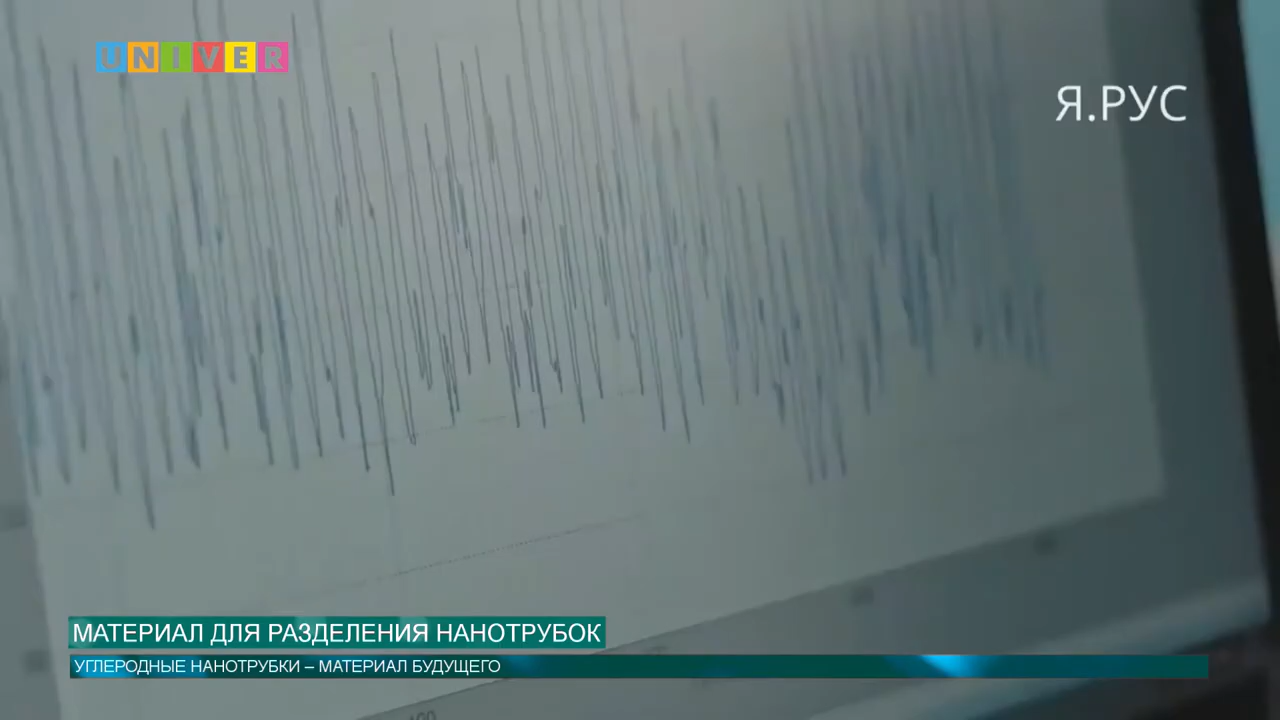 UNIVER
Я.РУС
МАТЕРИАЛ ДЛЯ РАЗДЕЛЕНИЯ НАНОТРУБОК
УГЛЕРОДНЫЕ НАНОТРУБКИ – МАТЕРИАЛ БУДУЩЕГО